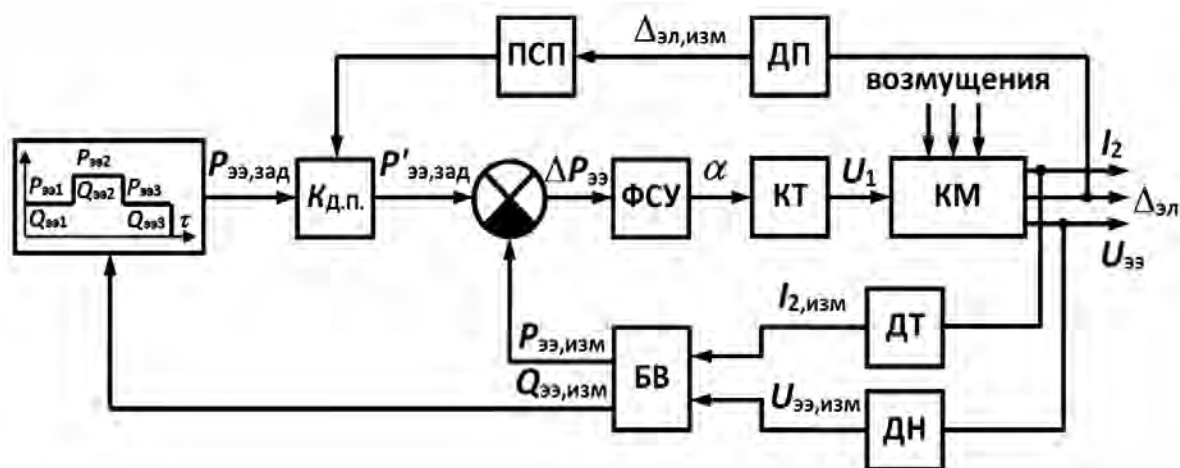 ПСП
Δэл,изм
ДП
возмущения
Pээ1
Pээ2
Pээ3
Qээ1
Qээ2
Qээ3
τ
Pээ,зад
Kд.п.
P'ээ,зад
ΔPээ
ФСУ
α
КТ
U1
КМ
I2
Δэл
Uээ
I2,изм
ДТ
Pээ,изм
Qээ,изм
БВ
Uээ,изм
ДН